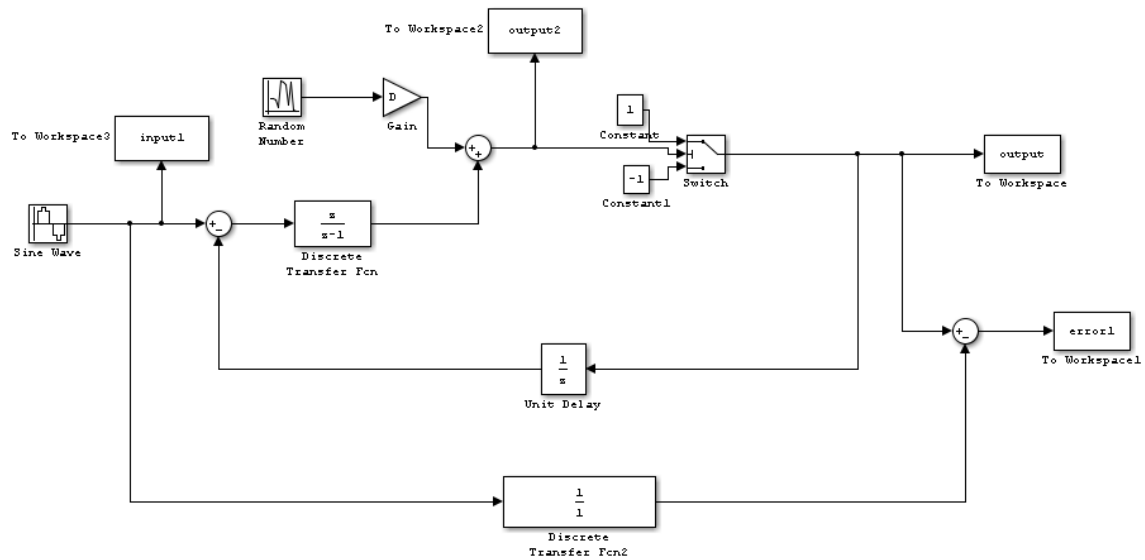 To Workspace2
output2
D
Gain
Random
Number
1
Constant
To Workspace3
input1
+
+
-1
Constant1
Switch
output
To Workspace
Sine Wave
+
-
z
z-1
Discrete
Transfer Fcn
+
-
error1
To Workspace1
1
z
Unit Delay
1
1
Discrete
Transfer Fcn2